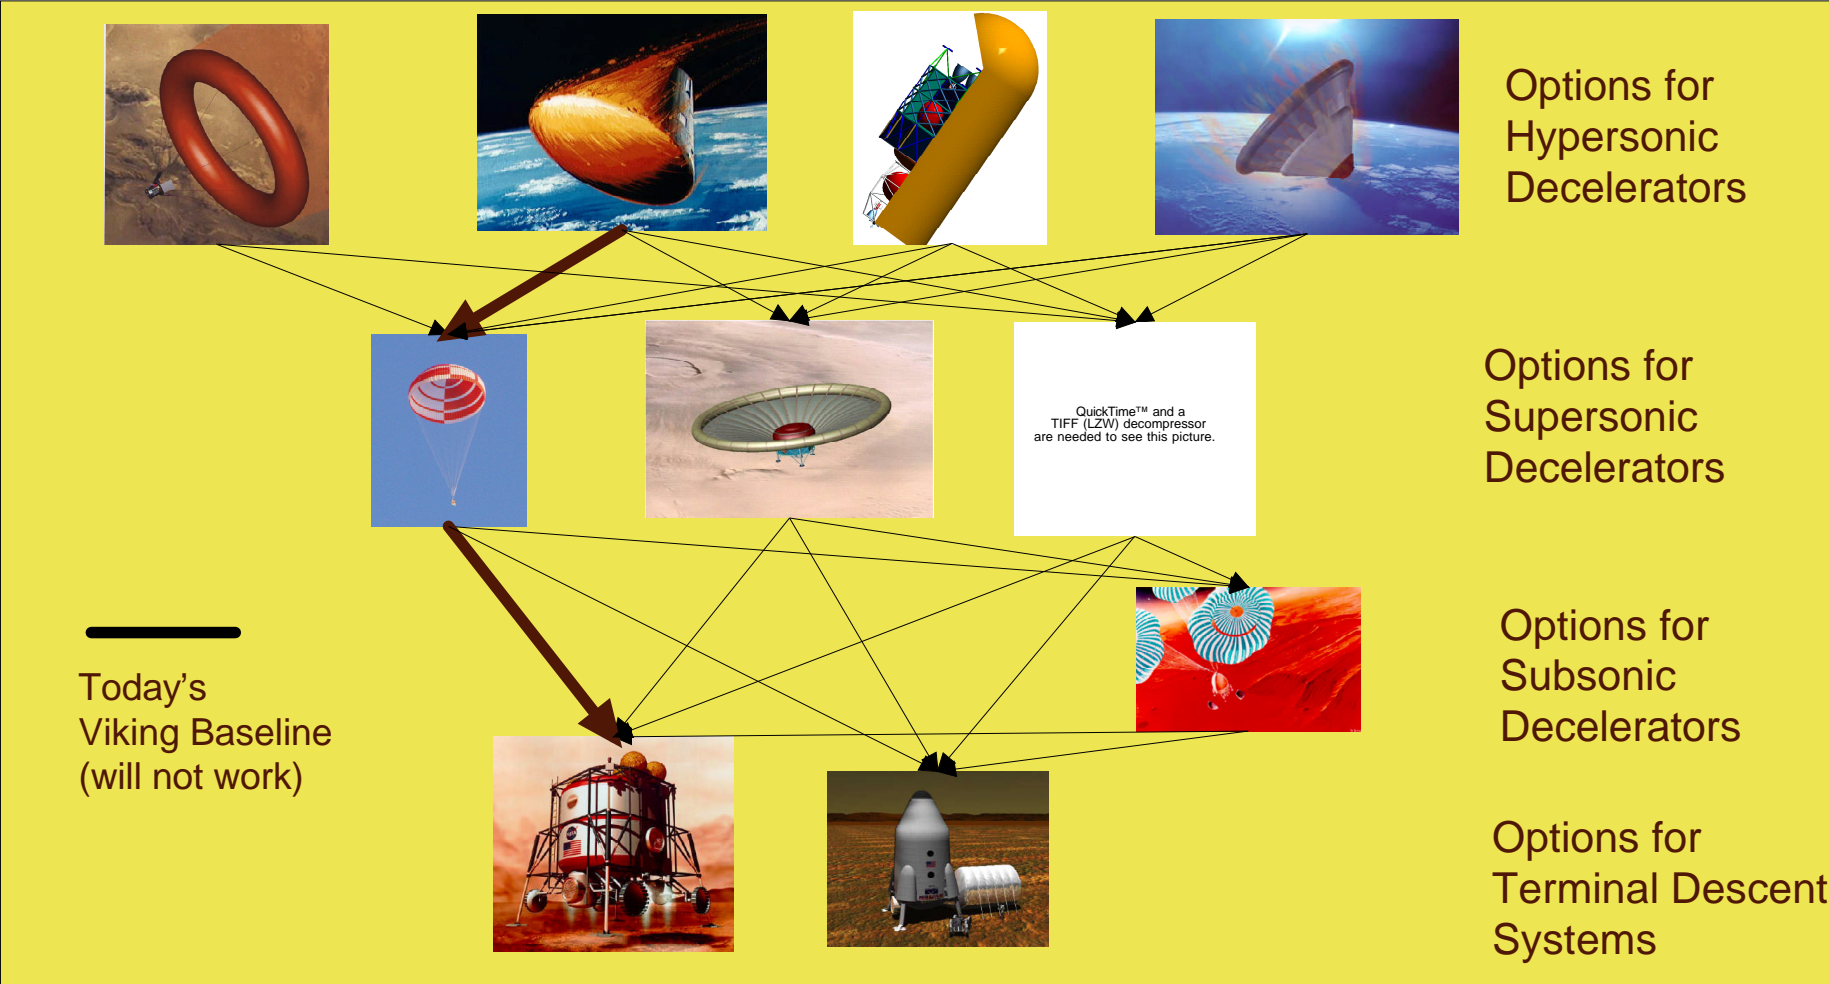 Options for
Hypersonic
Decelerators
QuickTime™ and a
TIFF (LZW) decompressor
are needed to see this picture.
Options for
Supersonic
Decelerators
Today's
Viking Baseline
(will not work)
Options for
Subsonic
Decelerators
Options for
Terminal Descent
Systems